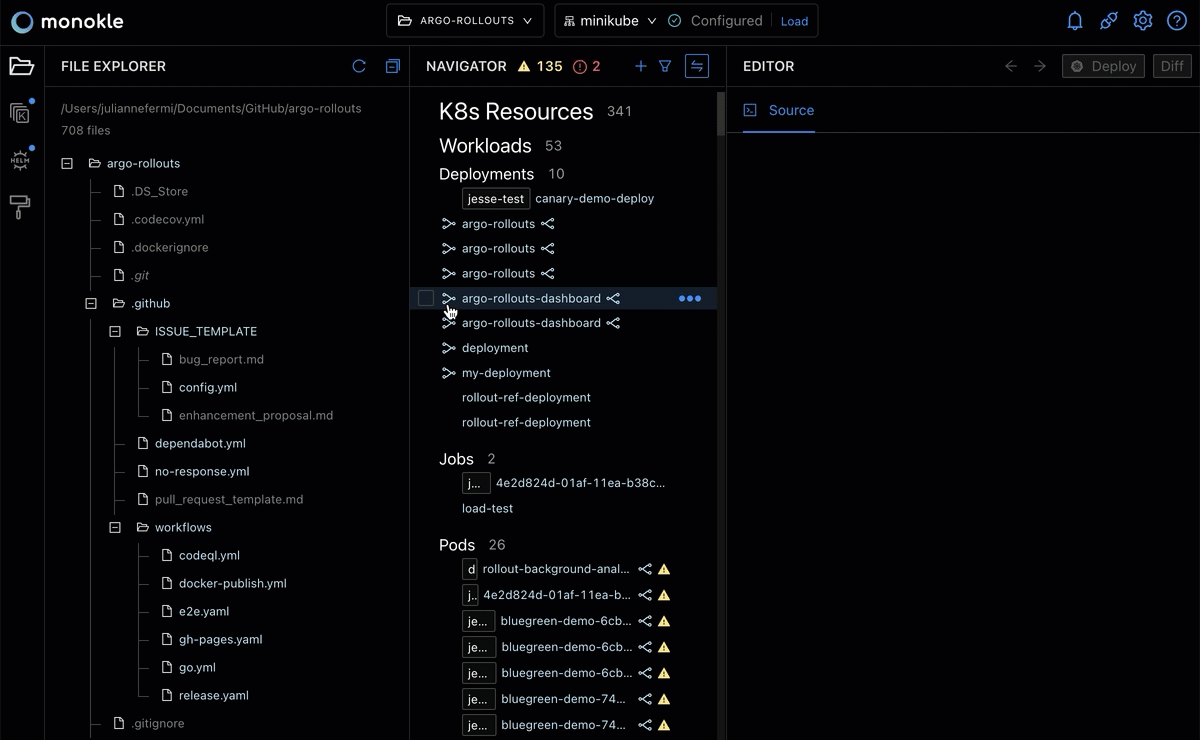 monokle
ARGO-ROLLOUTS
minikube
Configured
Load
FILE EXPLORER
/Users/juliannefermi/Documents/GitHub/argo-rollouts
708 files
argo-rollouts
.DS_Store
.codecov.yml
.dockerignore
.git
.github
ISSUE_TEMPLATE
bug_report.md
config.yml
enhancement_proposal.md
dependabot.yml
no-response.yml
pull_request_template.md
workflows
codeql.yml
docker-publish.yml
e2e.yaml
gh-pages.yaml
go.yml
release.yaml
.gitignore
NAVIGATOR 135 2
K8s Resources 341
Workloads 53
Deployments 10
jesse-test canary-demo-deploy
argo-rollouts
argo-rollouts
argo-rollouts
argo-rollouts-dashboard
argo-rollouts-dashboard
deployment
my-deployment
rollout-ref-deployment
rollout-ref-deployment
Jobs 2
j... 4e2d824d-01af-11ea-b38c...
load-test
Pods 26
d rollout-background-anal...
j.. 4e2d824d-01af-11ea-b...
je... bluegreen-demo-6cb...
je... bluegreen-demo-6cb...
je... bluegreen-demo-6cb...
je... bluegreen-demo-74...
je... bluegreen-demo-74...
EDITOR
Deploy
Diff
Source